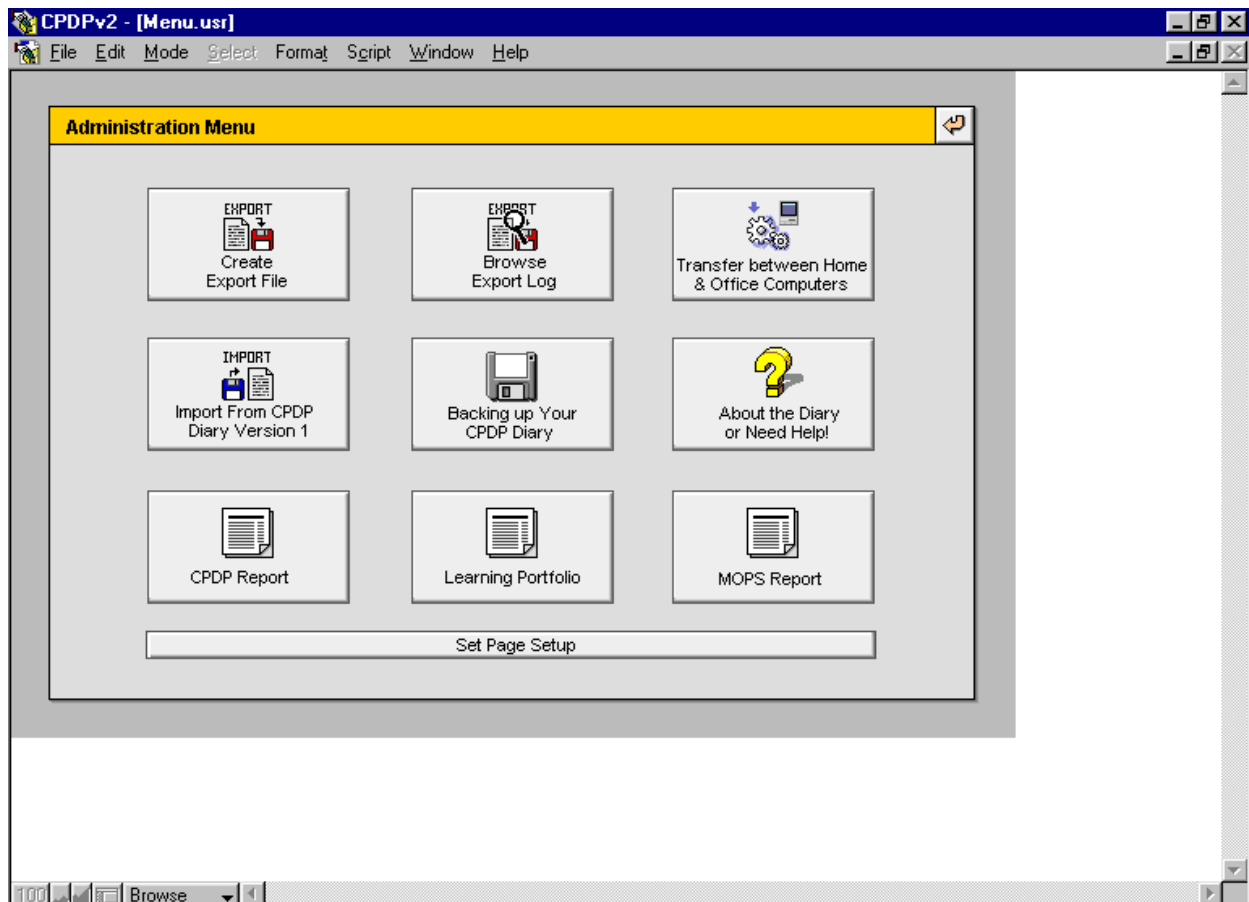 CPDPv2 - [Menu.usr]
File Edit Mode Select Format Script Window Help
Administration Menu
EXPORT
Create
Export File
EXPORT
Browse
Export Log
Transfer between Home
& Office Computers
IMPORT
Import From CPDP
Diary Version 1
Backing up Your
CPDP Diary
About the Diary
or Need Help!
CPDP Report
Learning Portfolio
MOPS Report
Set Page Setup
100 Browse